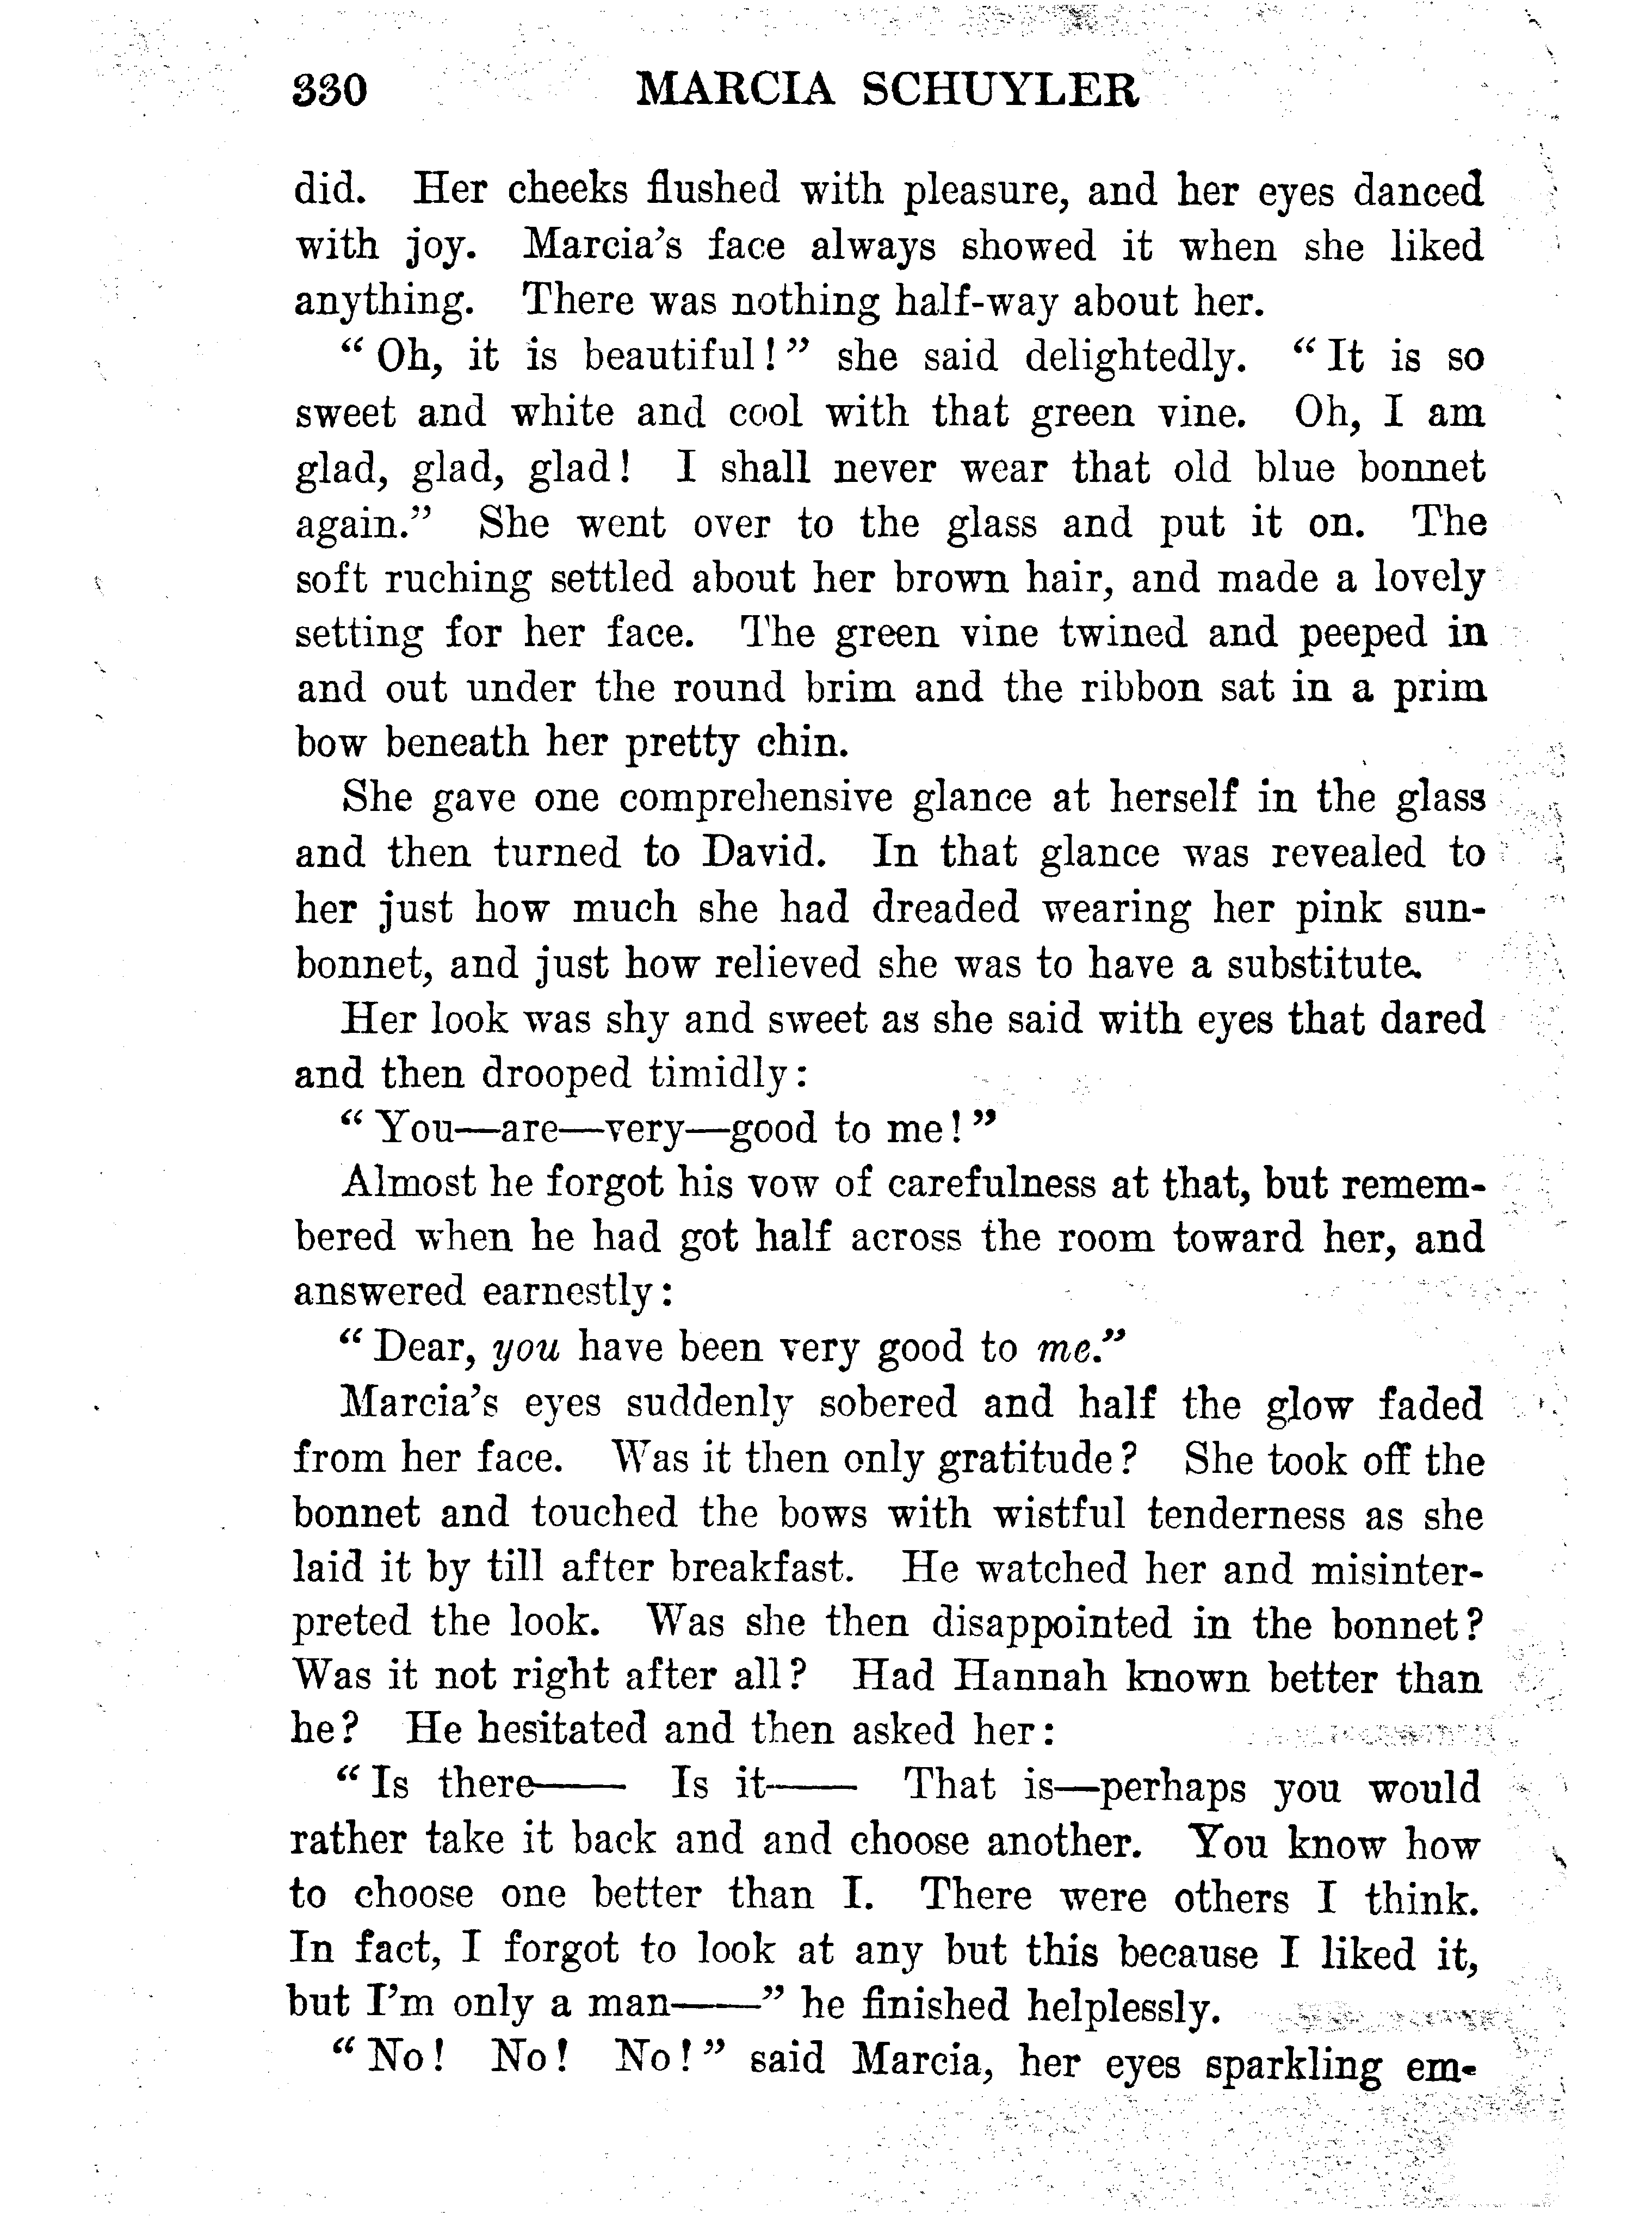 330 MARCIA SCHUYLER
did. Her cheeks flushed with pleasure, and her eyes danced
with joy. Marcia's face always showed it when she liked
anything. There was nothing half-way about her.
“Oh, it is beautiful!” she said delightedly. “It is so
sweet and white and cool with that green vine. Oh, I am
glad, glad, glad! I shall never wear that old blue bonnet
again.” She went over to the glass and put it on. The
soft ruching settled about her brown hair, and made a lovely
setting for her face. The green vine twined and peeped in
and out under the round brim and the ribbon sat in a prim
bow beneath her pretty chin.
She gave one comprehensive glance at herself in the glass
and then turned to David. In that glance was revealed to
her just how much she had dreaded wearing her pink sun-
bonnet, and just how relieved she was to have a substitute.
Her look was shy and sweet as she said with eyes that dared
and then drooped timidly:
“You—are—very—good to me!”
Almost he forgot his vow of carefulness at that, but remem-
bered when he had got half across the room toward her, and
answered earnestly:
“Dear, you have been very good to me.”
Marcia's eyes suddenly sobered and half the glow faded
from her face. Was it then only gratitude? She took off the
bonnet and touched the bows with wistful tenderness as she
laid it by till after breakfast. He watched her and misinter-
preted the look. Was she then disappointed in the bonnet?
Was it not right after all? Had Hannah known better than
he? He hesitated and then asked her:
“Is there—— Is it—— That is—perhaps you would
rather take it back and and choose another. You know how
to choose one better than I. There were others I think.
In fact, I forgot to look at any but this because I liked it,
but I'm only a man——” he finished helplessly.
“No! No! No!” said Marcia, her eyes sparkling em-